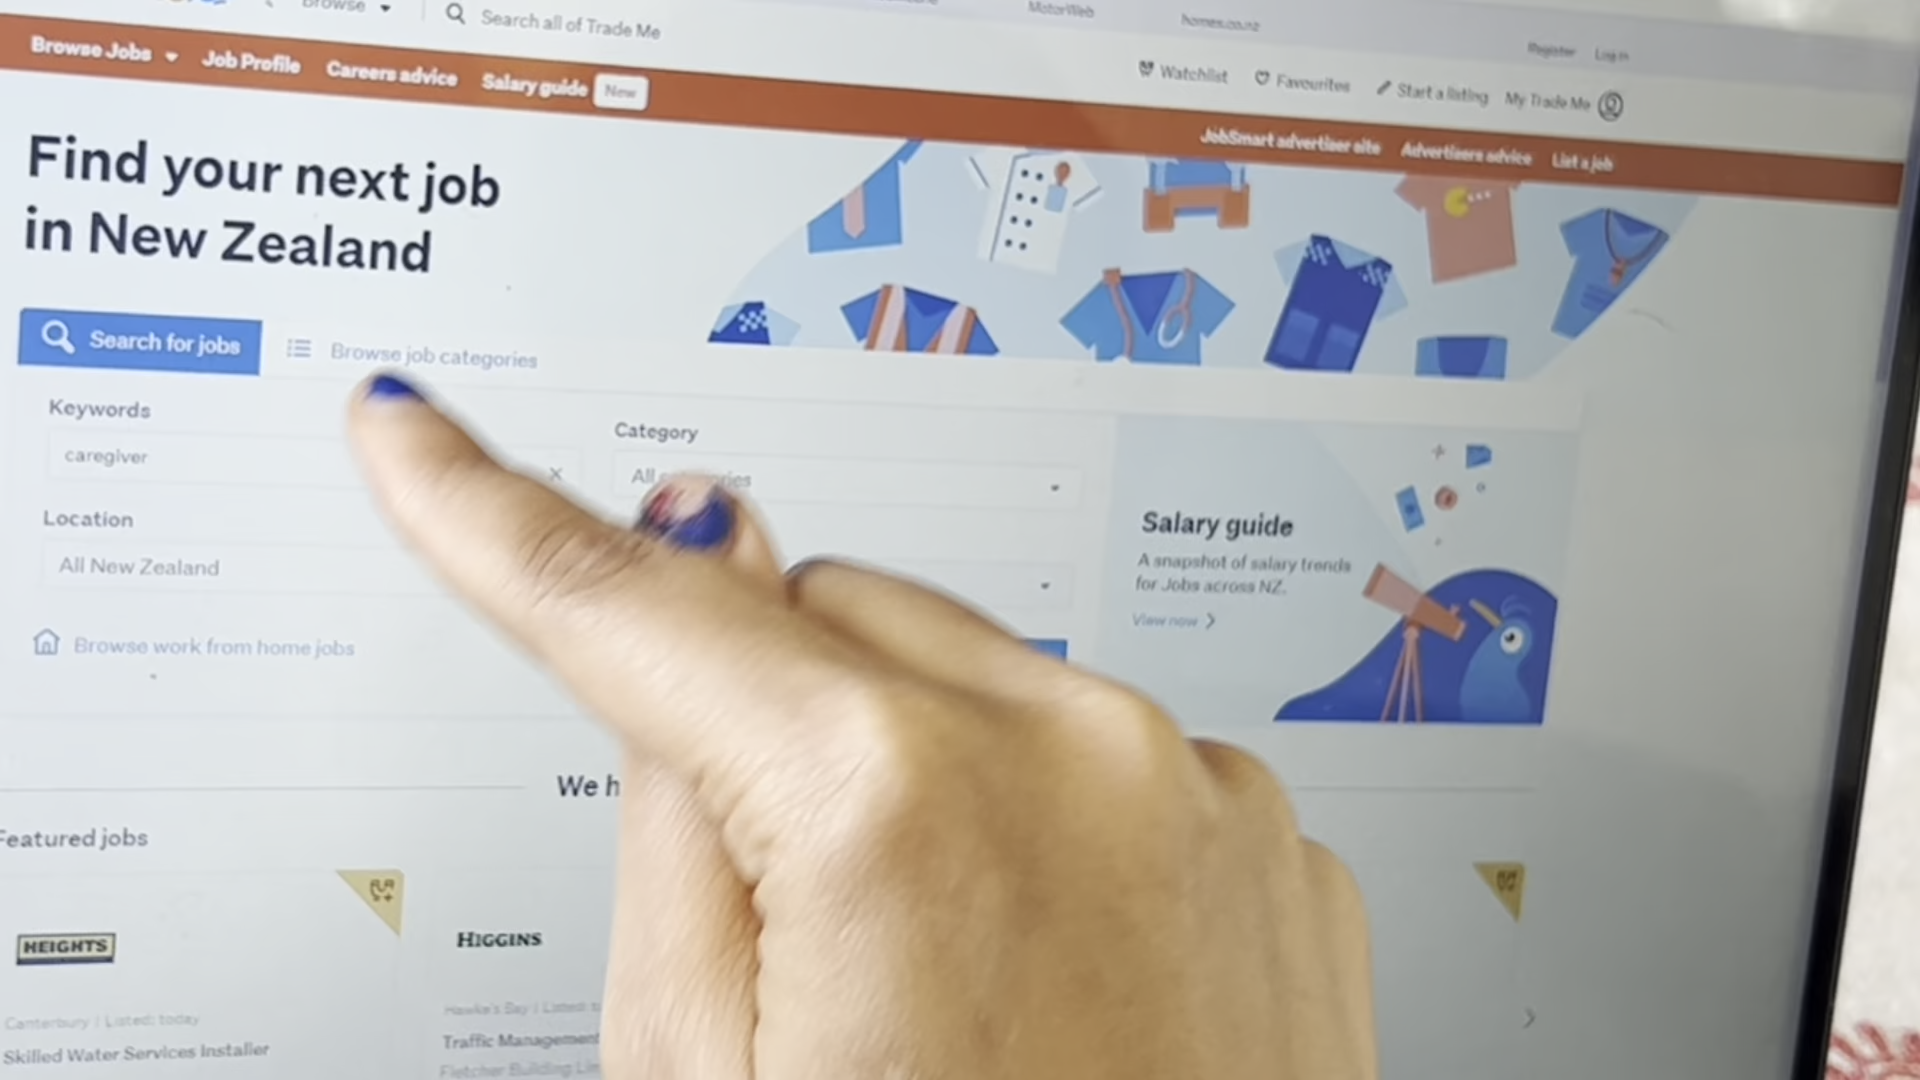 Browse
Search all of Trade Me
MotorWeb
homes.co.nz
Register
Log in
Watchlist
Favourites
Start a listing
My Trade Me
Browse Jobs
Job Profile
Careers advice
Salary guide
New
JobSmart advertiser site
Advertisers advice
List a job
Find your next job
in New Zealand
Search for jobs
Browse job categories
Keywords
caregiver
Category
All
Location
All New Zealand
Browse work from home jobs
Salary guide
A snapshot of salary trends
for Jobs across NZ.
View now
We h
Featured jobs
HEIGHTS
Canterbury | Listed: today
Skilled Water Services Installer
HIGGINS
Hawke's Bay | Listed: t
Traffic Management
Fletcher Building Lim